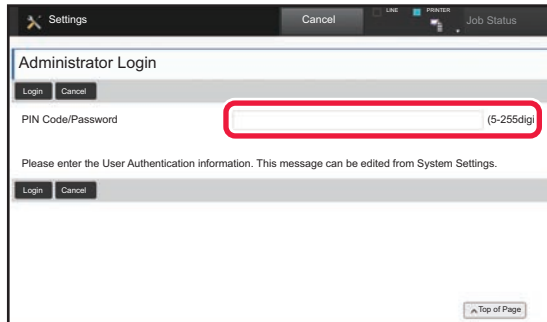 Settings Cancel LINE PRINTER Job Status
Administrator Login
Login Cancel
PIN Code/Password (5-255digi
Please enter the User Authentication information. This message can be edited from System Settings.
Login Cancel
Top of Page